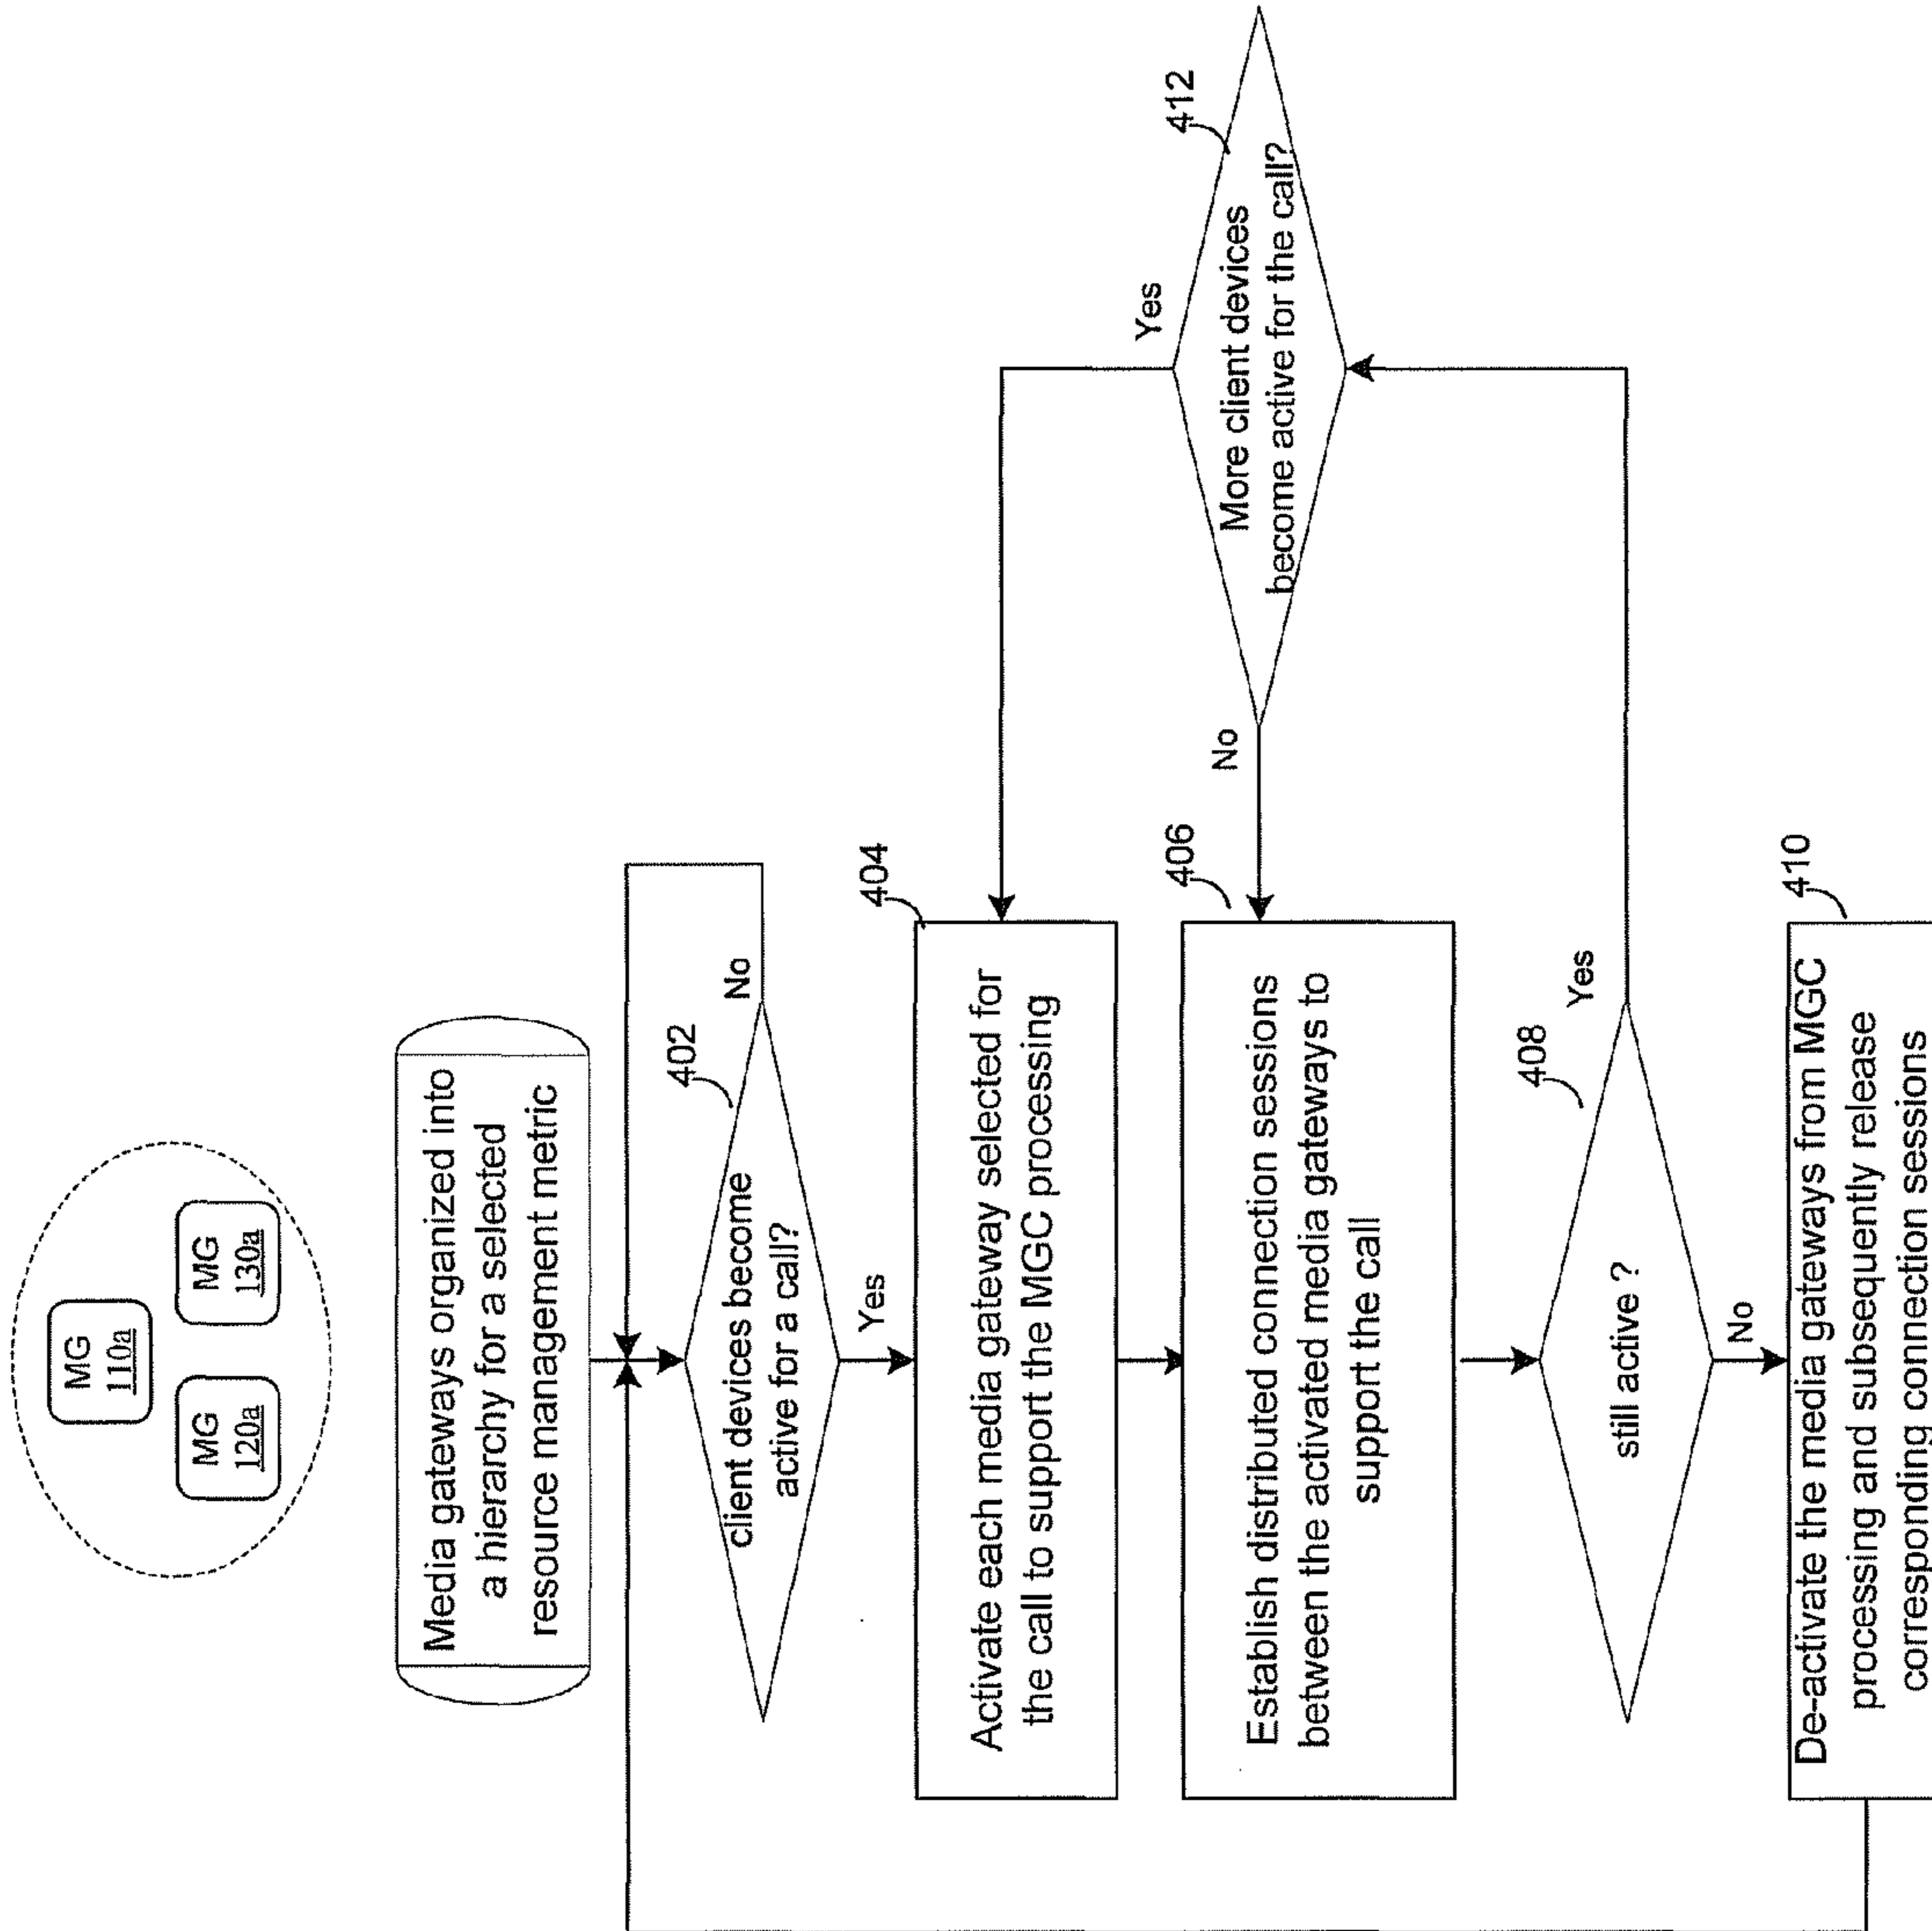 MG
110a
MG
120a
MG
130a
Media gateways organized into
a hierarchy for a selected
resource management metric
402
client devices become
active for a call?
No
Yes
404
Activate each media gateway selected for
the call to support the MGC processing
406
Establish distributed connection sessions
between the activated media gateways to
support the call
408
still active ?
Yes
No
412
More client devices
become active for the call?
Yes
No
410
De-activate the media gateways from MGC
processing and subsequently release
corresponding connection sessions